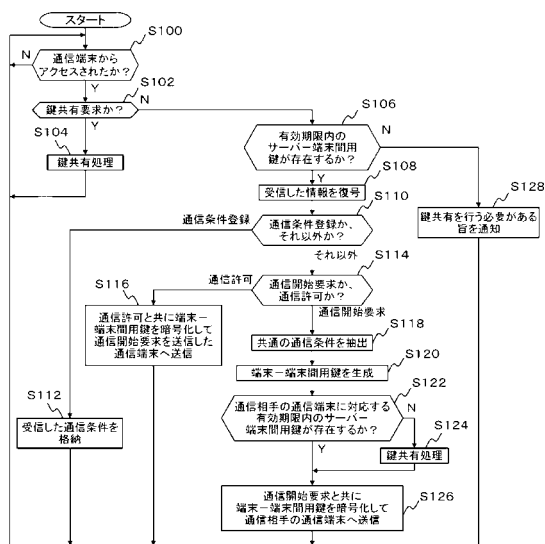 スタート
S100
通信端末から
アクセスされたか?
N
Y
S102
鍵共有要求か?
N
Y
S104
鍵共有処理
S106
有効期限内の
サーバー端末間用
鍵が存在するか?
N
Y
S108
受信した情報を復号
S110
通信条件登録か、
それ以外か?
通信条件登録
それ以外
S128
鍵共有を行う必要がある
旨を通知
S114
通信開始要求か、
通信許可か?
通信許可
通信開始要求
S116
通信許可と共に端末-
端末間用鍵を暗号化して
通信開始要求を送信した
通信端末へ送信
S118
共通の通信条件を抽出
S120
端末-端末間用鍵を生成
S122
通信相手の通信端末に対応する
有効期限内のサーバー
端末間用鍵が存在するか?
N
Y
S112
受信した通信条件を
格納
S124
鍵共有処理
S126
通信開始要求と共に
端末-端末間用鍵を暗号化して
通信相手の通信端末へ送信